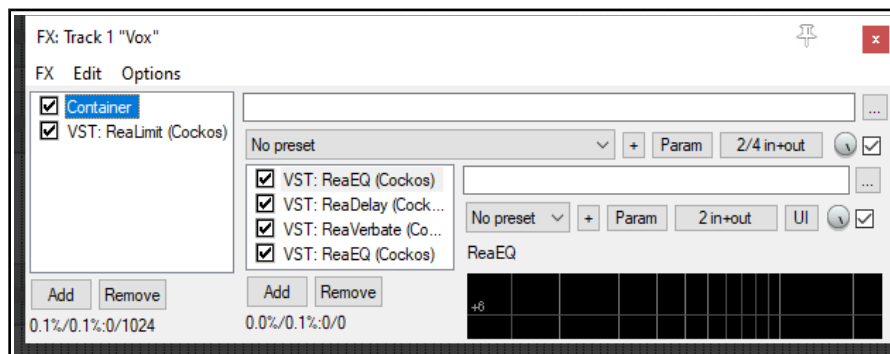 FX: Track 1 "Vox"
x
FX Edit Options
Container
VST: ReaLimit (Cockos)
...
No preset + Param 2/4 in+out
VST: ReaEQ (Cockos)
VST: ReaDelay (Cock...
VST: ReaVerbate (Co...
VST: ReaEQ (Cockos)
...
No preset + Param 2 in+out UI
ReaEQ
+6
Add Remove
0.1%/0.1%:0/1024
Add Remove
0.0%/0.1%:0/0